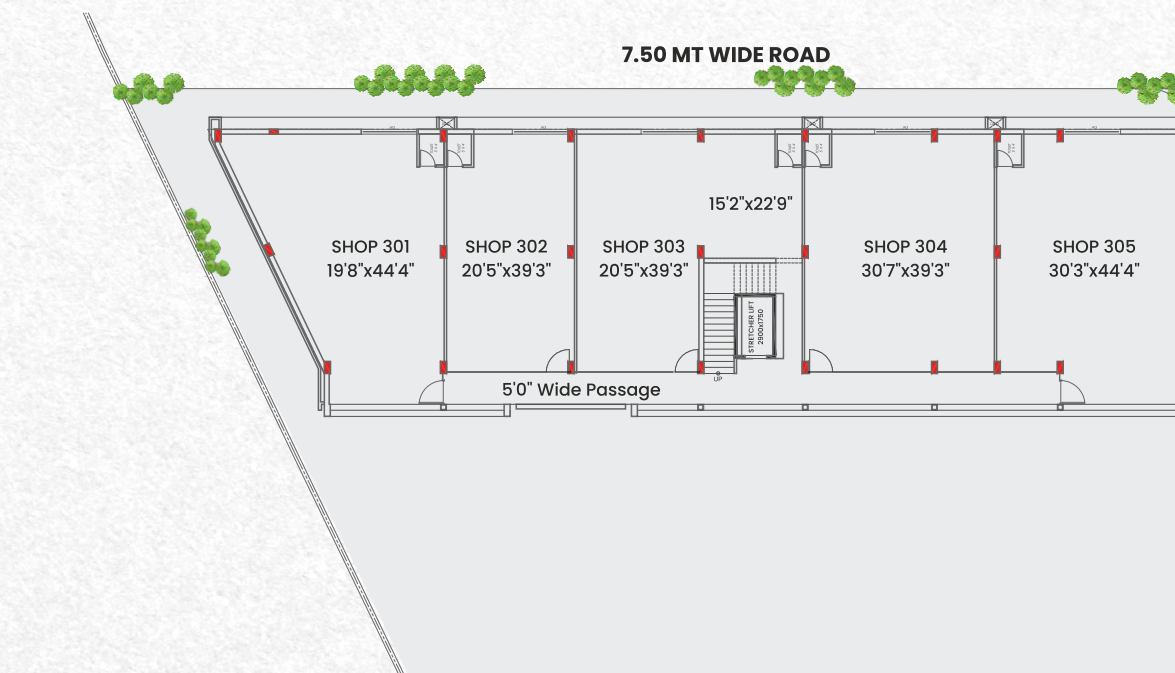 7.50 MT WIDE ROAD
15'2"x22'9"
SHOP 301
19'8"x44'4"
SHOP 302
20'5"x39'3"
SHOP 303
20'5"x39'3"
SHOP 304
30'7"x39'3"
SHOP 305
30'3"x44'4"
STRETCHER LIFT
2900x1750
UP
5'0" Wide Passage